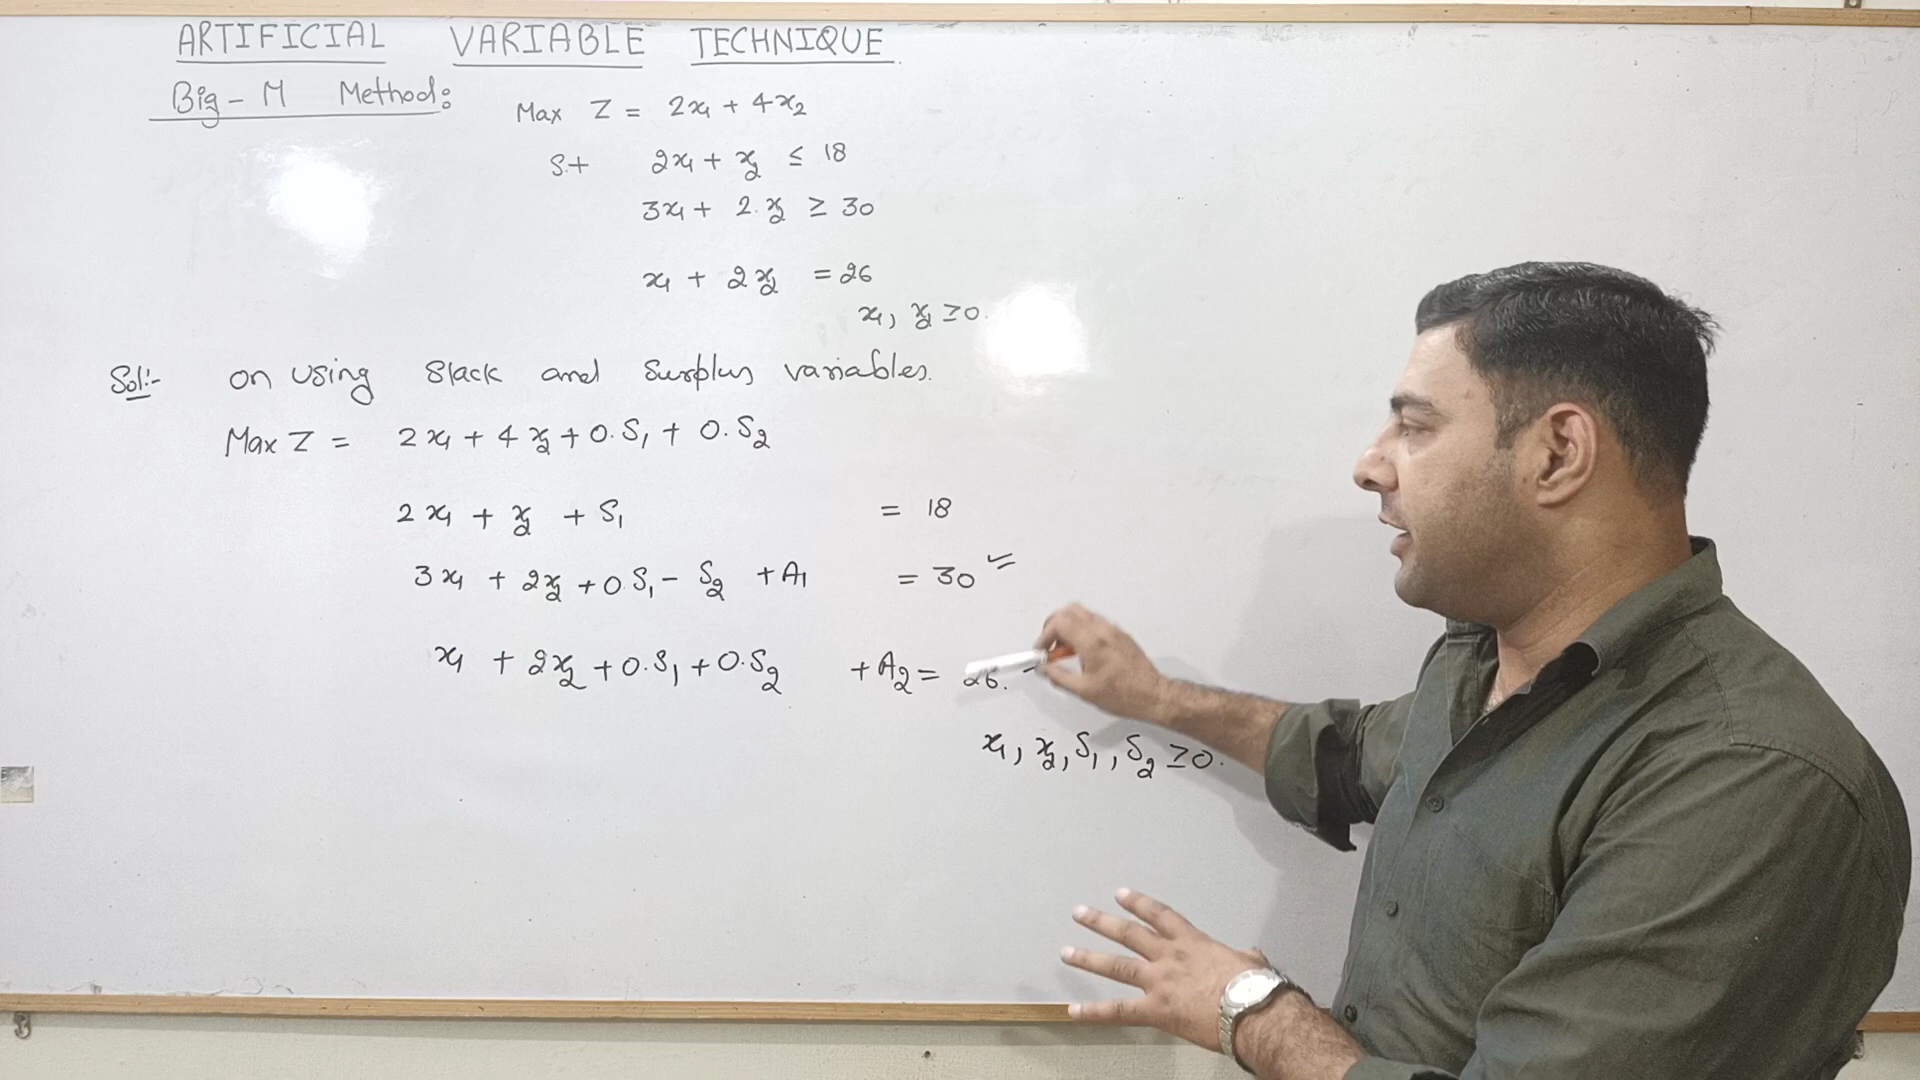 ARTIFICIAL VARIABLE TECHNIQUE.
Big-M Method:
Max Z = 2x₁ + 4x₂
S.t 2x₁ + x₂ ≤ 18
3x₁ + 2.x₂ ≥ 30
x₁ + 2x₂ = 26
x₁, x₂ ≥0.
Sol:- on using Slack and Surplus variables.
Max Z = 2x₁ + 4x₂ + 0.S₁ + 0.S₂
2x₁ + x₂ + S₁ = 18
3x₁ + 2x₂ + 0.S₁ - S₂ + A₁ = 30
x₁ + 2x₂ + 0.S₁ + 0.S₂ + A₂ = 26.
x₁, x₂, S₁, S₂ ≥0.